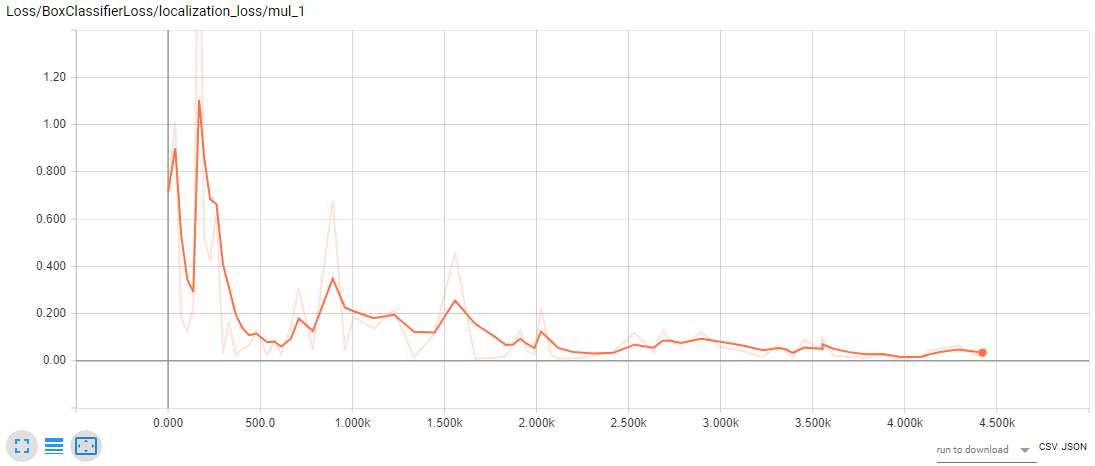 Loss/BoxClassifierLoss/localization_loss/mul_1
1.20
1.00
0.800
0.600
0.400
0.200
0.00
0.000 500.0 1.000k 1.500k 2.000k 2.500k 3.000k 3.500k 4.000k 4.500k
run to download CSV JSON